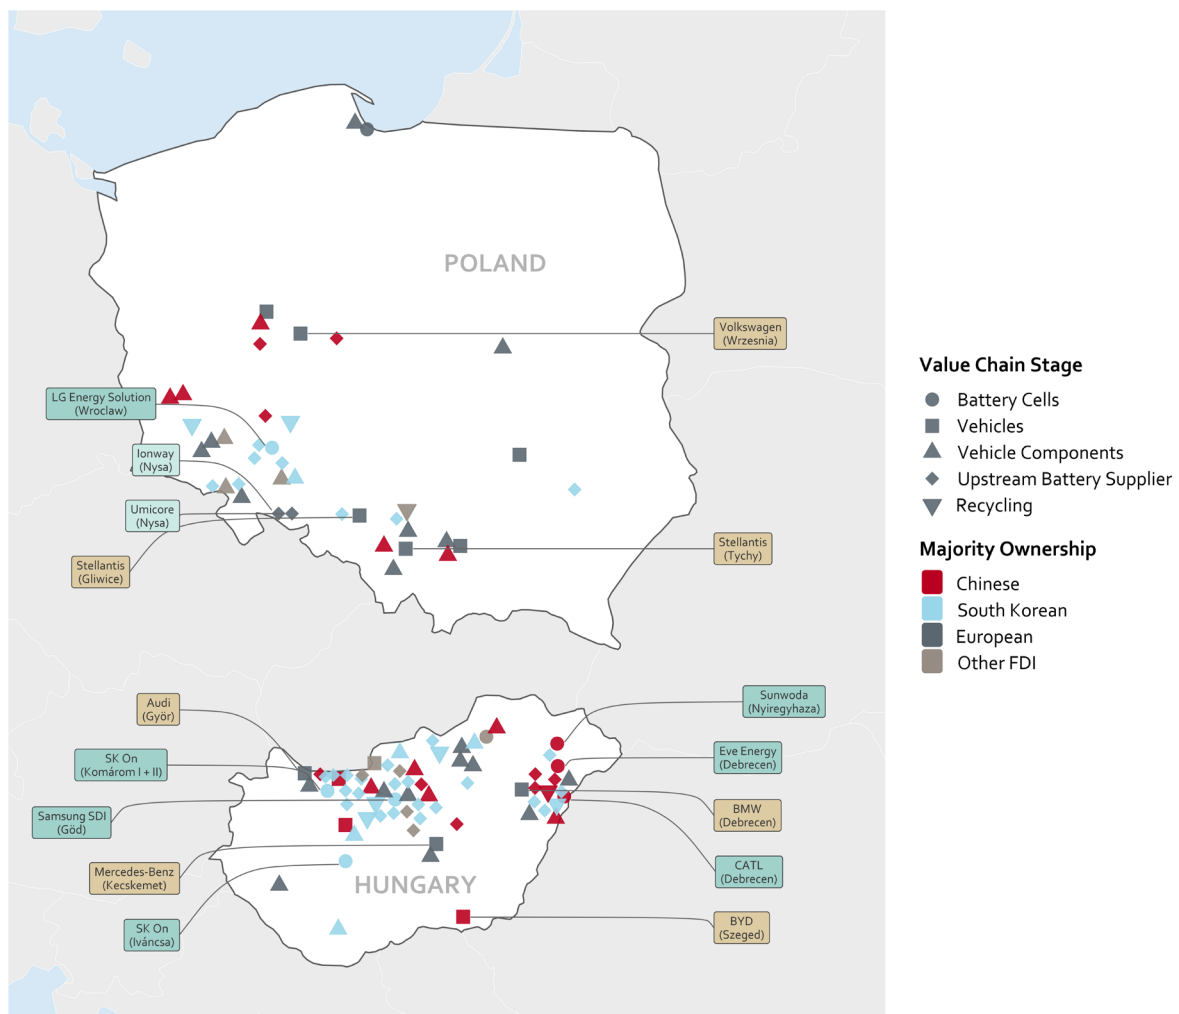 POLAND
Volkswagen
(Wrzesnia)
LG Energy Solution
(Wroclaw)
Ionway
(Nysa)
Umicore
(Nysa)
Stellantis
(Gliwice)
Stellantis
(Tychy)
Value Chain Stage
Battery Cells
Vehicles
Vehicle Components
Upstream Battery Supplier
Recycling
Majority Ownership
Chinese
South Korean
European
Other FDI
Audi
(Györ)
SK On
(Komárom I + II)
Samsung SDI
(Göd)
Mercedes-Benz
(Kecskemet)
SK On
(Iváncsa)
HUNGARY
Sunwoda
(Nyiregyhaza)
Eve Energy
(Debrecen)
BMW
(Debrecen)
CATL
(Debrecen)
BYD
(Szeged)